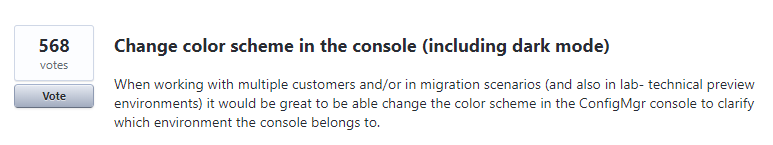 568
votes
Vote
Change color scheme in the console (including dark mode)
When working with multiple customers and/or in migration scenarios (and also in lab- technical preview
environments) it would be great to be able change the color scheme in the ConfigMgr console to clarify
which environment the console belongs to.